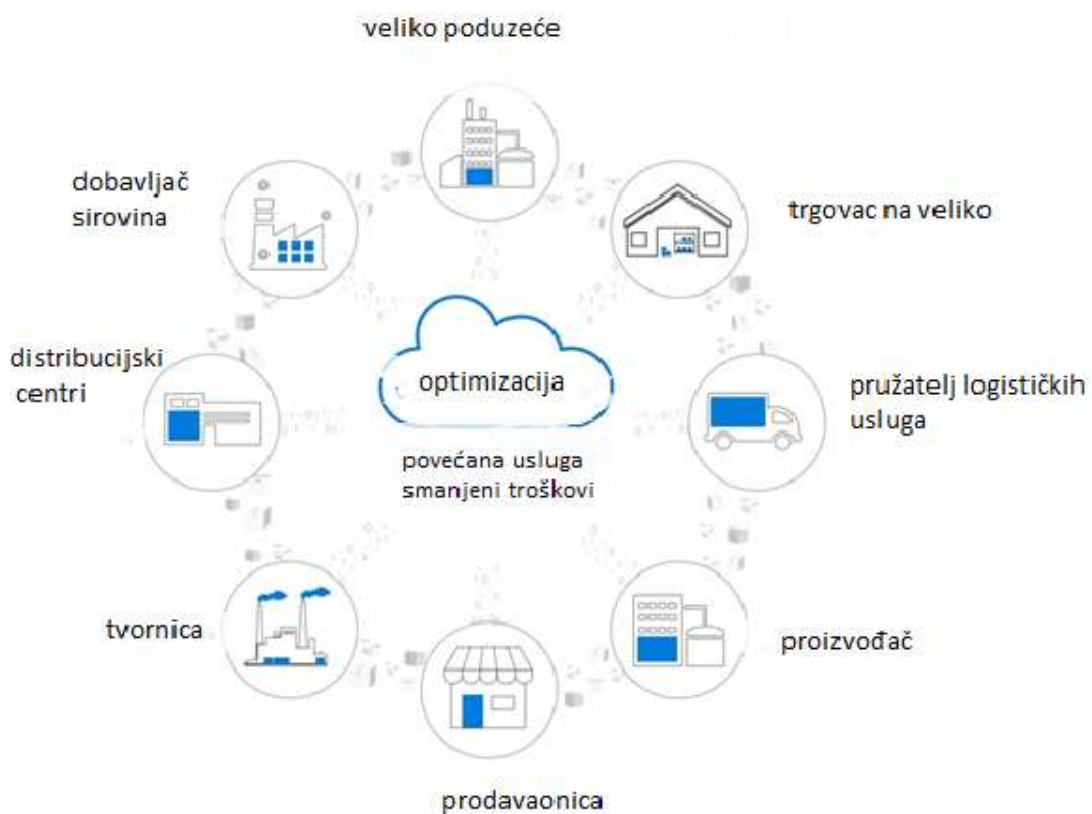 veliko poduzeće
dobavljač
sirovina
trgovac na veliko
distribucijski
centri
optimizacija
pružatelj logističkih
usluga
povećana usluga
smanjeni troškovi
tvornica
proizvođač
prodavaonica